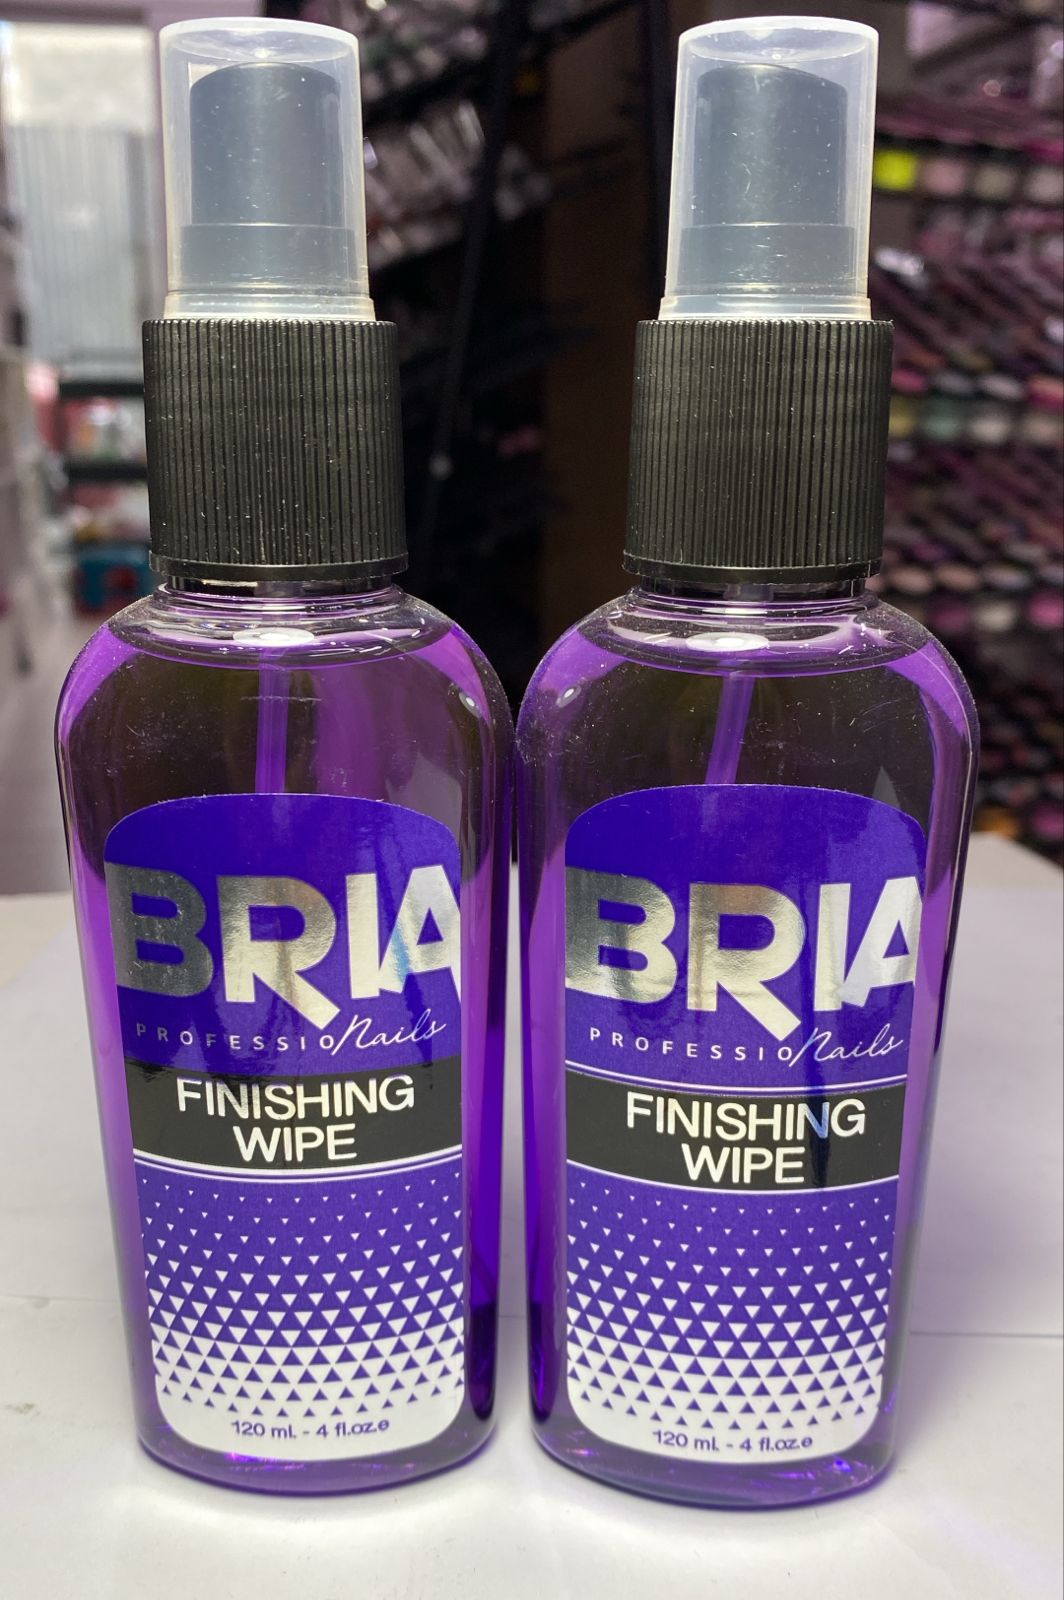 BRIA
PROFESSIONails
FINISHING
WIPE
120 ml. - 4 fl.oz.e
BRIA
PROFESSIONails
FINISHING
WIPE
120 ml. - 4 fl.oz.e